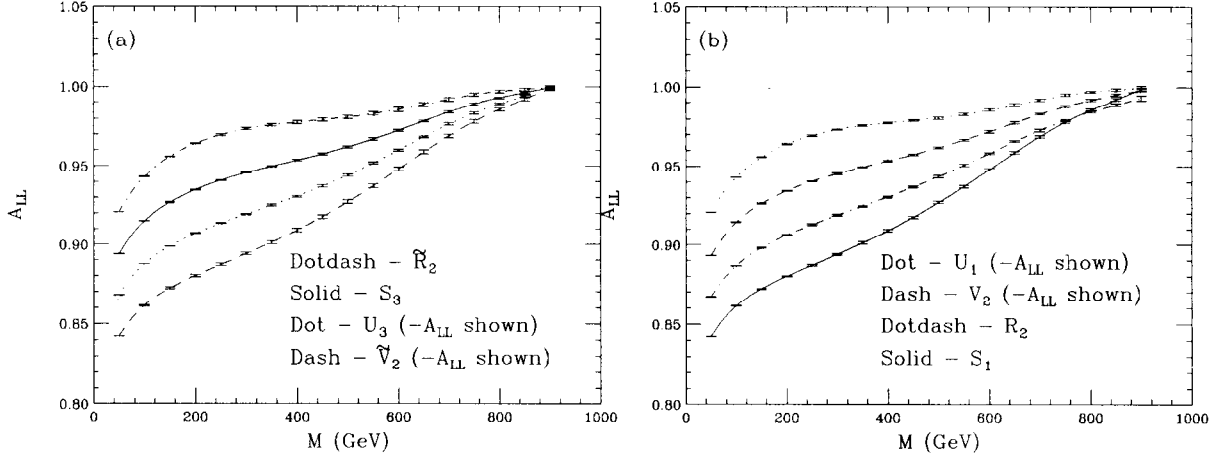 1.05
1.00
0.95
0.90
0.85
0.80
A_LL
(a)
Dotdash – R̃₂
Solid – S₃
Dot – U₃ (–A_LL shown)
Dash – Ṽ₂ (–A_LL shown)
0
200
400
600
800
1000
M (GeV)
1.05
1.00
0.95
0.90
0.85
0.80
A_LL
(b)
Dot – U₁ (–A_LL shown)
Dash – V₂ (–A_LL shown)
Dotdash – R₂
Solid – S₁
0
200
400
600
800
1000
M (GeV)